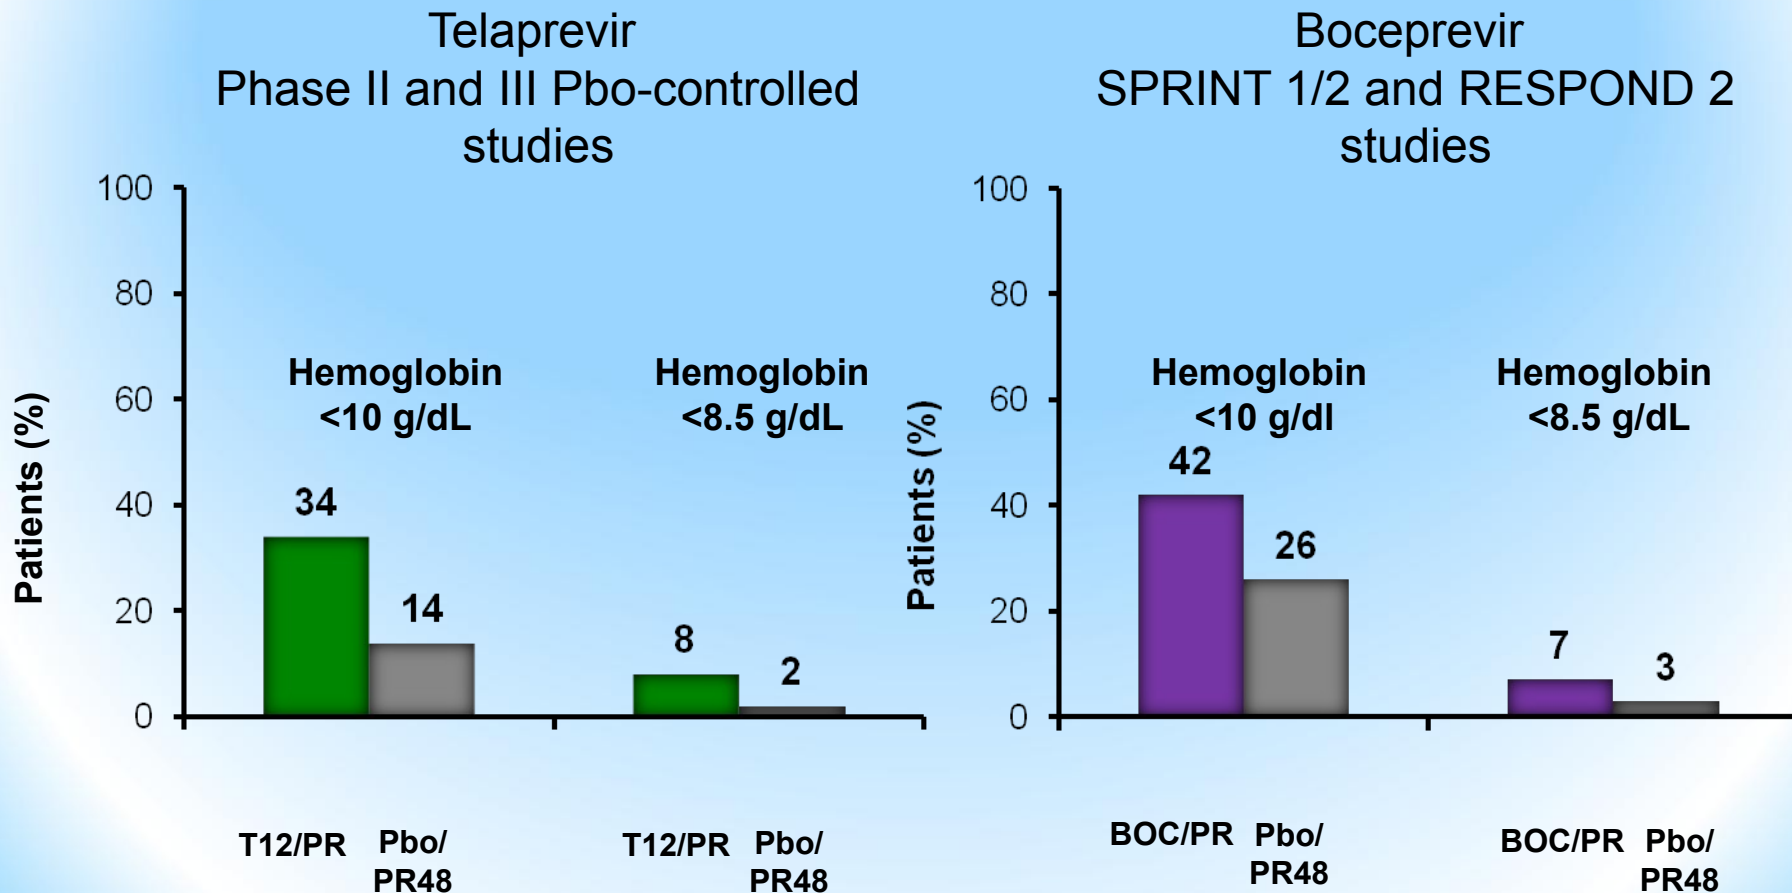 Telaprevir
Phase II and III Pbo-controlled
studies
100
80
60
40
20
0
Patients (%)
Hemoglobin
<10 g/dL
Hemoglobin
<8.5 g/dL
34
14
8
2
T12/PR
Pbo/
PR48
T12/PR
Pbo/
PR48
Boceprevir
SPRINT 1/2 and RESPOND 2
studies
100
80
60
40
20
0
Patients (%)
Hemoglobin
<10 g/dl
Hemoglobin
<8.5 g/dL
42
26
7
3
BOC/PR
Pbo/
PR48
BOC/PR
Pbo/
PR48